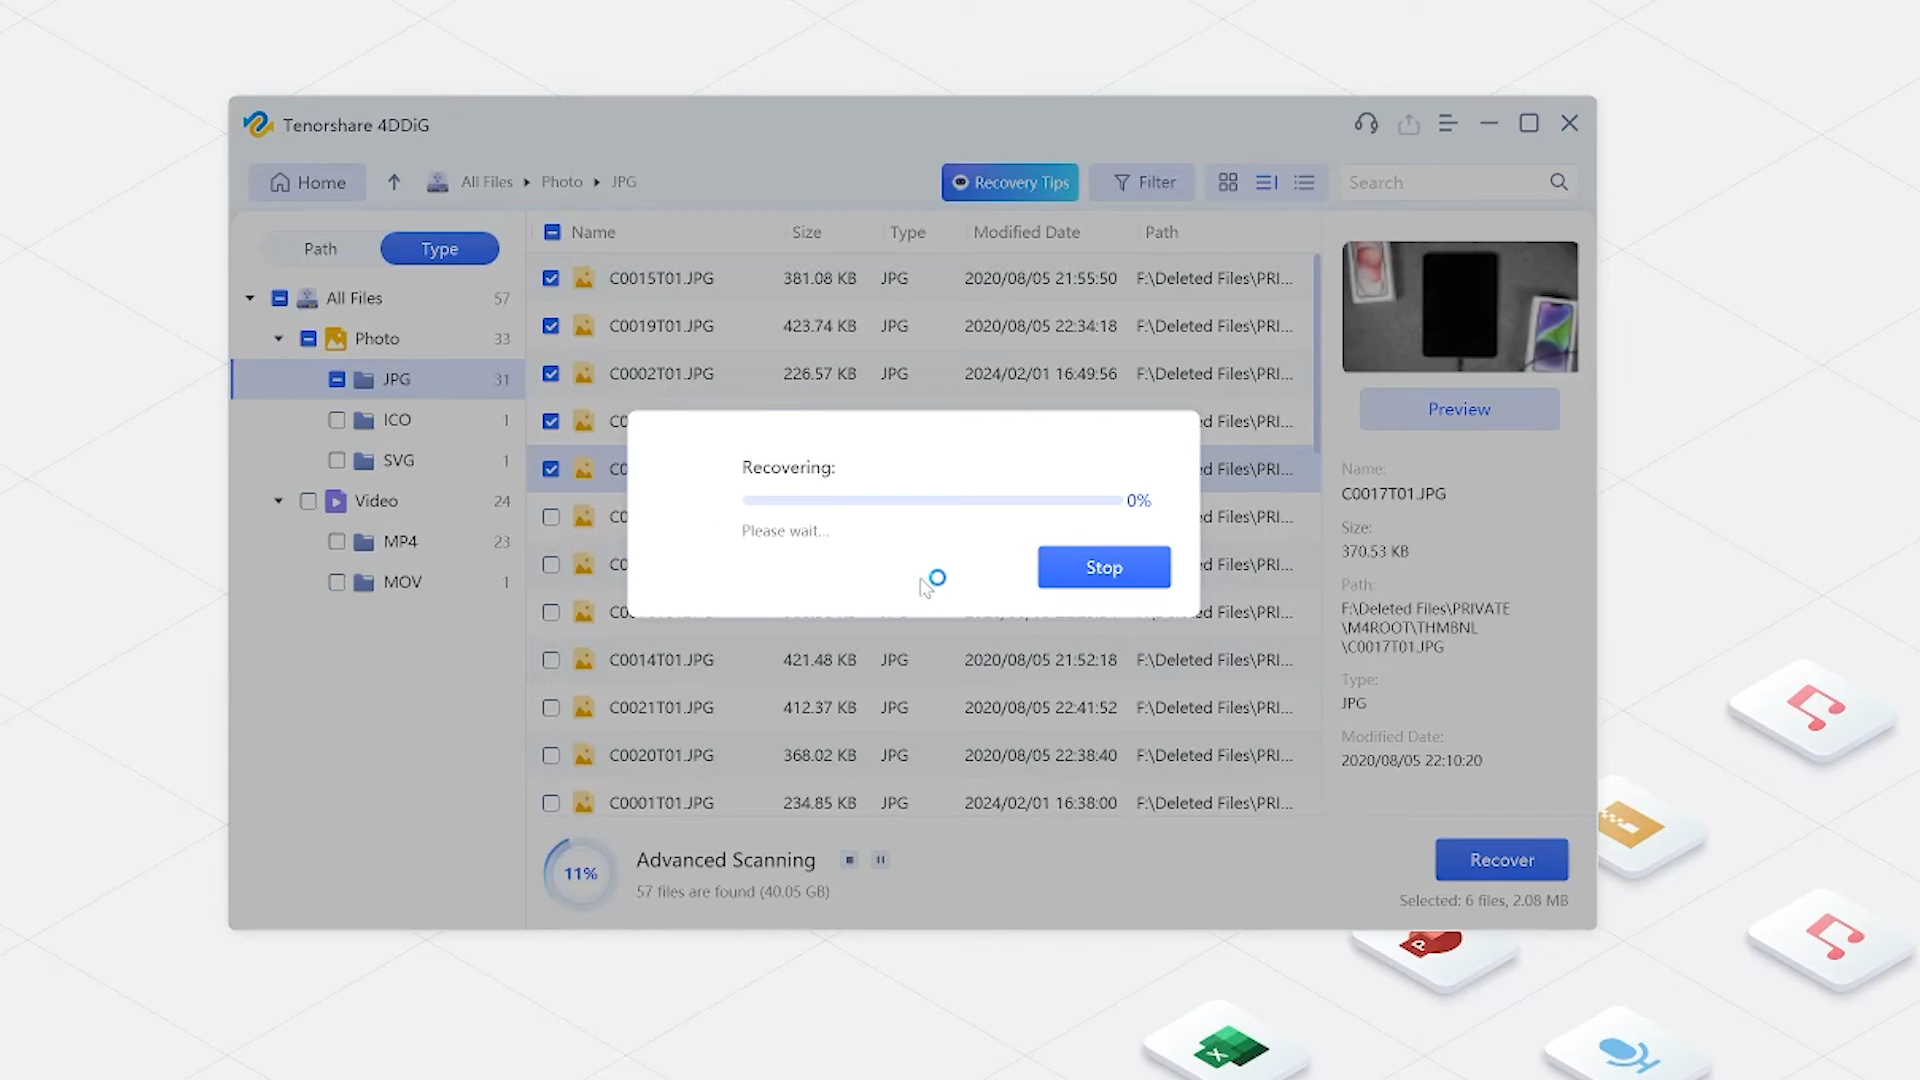 Tenorshare 4DDiG
Home
All Files
Photo
JPG
Recovery Tips
Filter
Search
Path
Type
All Files 57
Photo 33
JPG 31
ICO 1
SVG 1
Video 24
MP4 23
MOV 1
Name Size Type Modified Date Path
C0015T01.JPG 381.08 KB JPG 2020/08/05 21:55:50 F:\Deleted Files\PRI...
C0019T01.JPG 423.74 KB JPG 2020/08/05 22:34:18 F:\Deleted Files\PRI...
C0002T01.JPG 226.57 KB JPG 2024/02/01 16:49:56 F:\Deleted Files\PRI...
C0014T01.JPG 421.48 KB JPG 2020/08/05 21:52:18 F:\Deleted Files\PRI...
C0021T01.JPG 412.37 KB JPG 2020/08/05 22:41:52 F:\Deleted Files\PRI...
C0020T01.JPG 368.02 KB JPG 2020/08/05 22:38:40 F:\Deleted Files\PRI...
C0001T01.JPG 234.85 KB JPG 2024/02/01 16:38:00 F:\Deleted Files\PRI...
Recovering:
0%
Please wait...
Stop
Preview
Name:
C0017T01.JPG
Size:
370.53 KB
Path:
F:\Deleted Files\PRIVATE
\M4ROOT\THMBNL
\C0017T01.JPG
Type:
JPG
Modified Date:
2020/08/05 22:10:20
11%
Advanced Scanning
57 files are found (40.05 GB)
Recover
Selected: 6 files, 2.08 MB
P
X